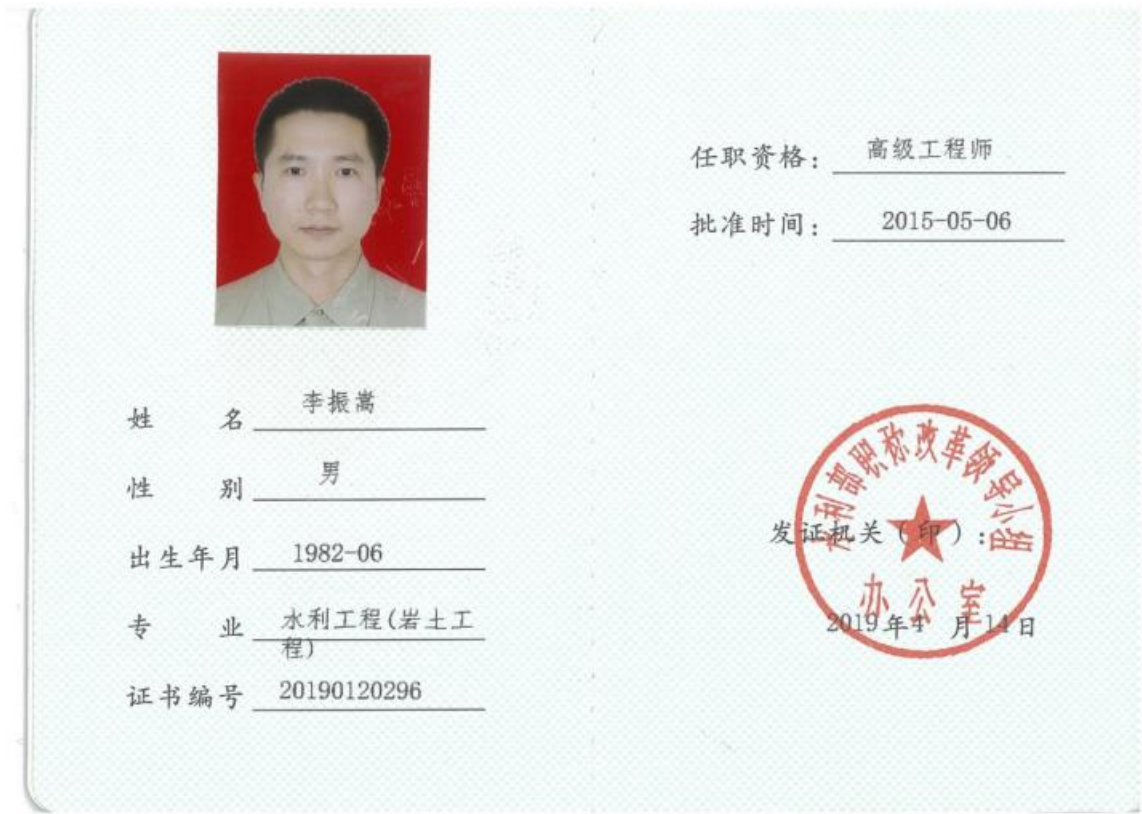 姓 名 李振嵩
性 别 男
出生年月 1982-06
专 业 水利工程(岩土工
程)
证书编号 20190120296
任职资格： 高级工程师
批准时间： 2015-05-06
水利部职称改革领导小组
发证机关（印）：
办公室
2019年4 月14日